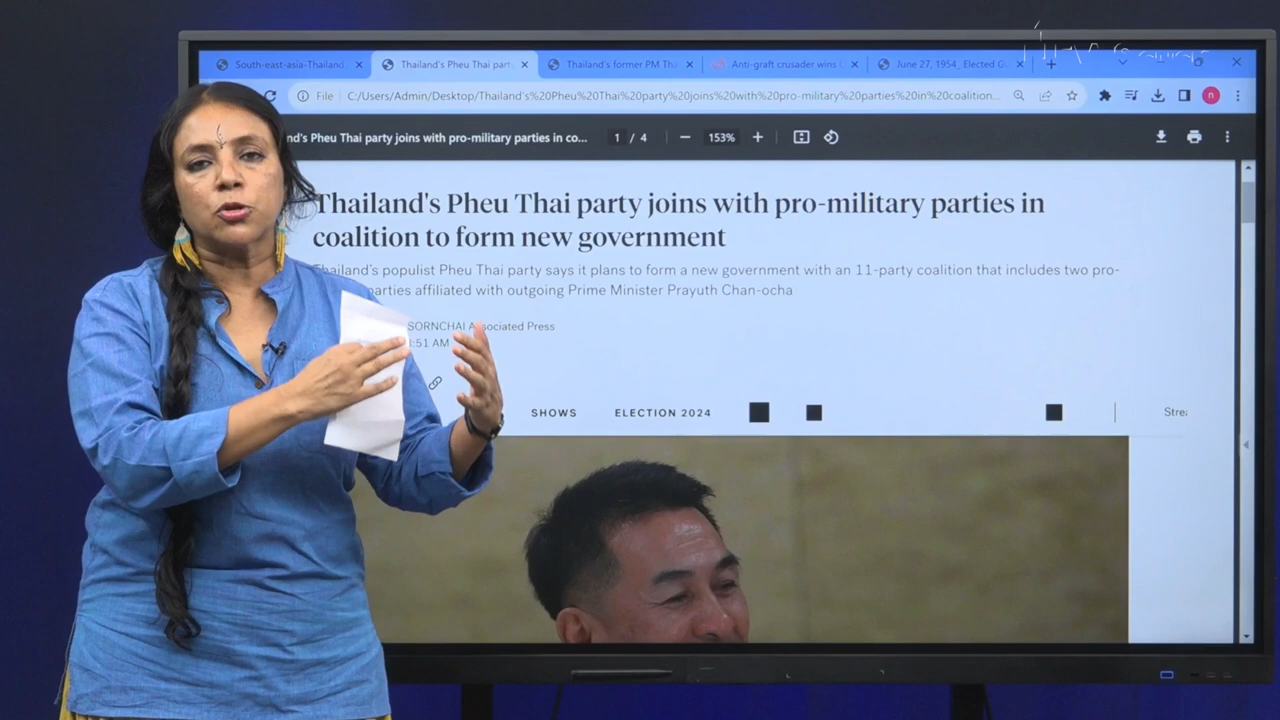 South-east-asia-Thailand
Thailand's Pheu Thai party
Thailand's former PM Tha
Anti-graft crusader wins
June 27, 1954_ Elected G
File
C:/Users/Admin/Desktop/Thailand's%20Pheu%20Thai%20party%20joins%20with%20pro-military%20parties%20in%20coalition...
nd's Pheu Thai party joins with pro-military parties in co...
1 / 4
153%
Thailand's Pheu Thai party joins with pro-military parties in
coalition to form new government
Thailand's populist Pheu Thai party says it plans to form a new government with an 11-party coalition that includes two pro-
parties affiliated with outgoing Prime Minister Prayuth Chan-ocha
SORNCHAI Associated Press
:51 AM
SHOWS ELECTION 2024
Strea
n